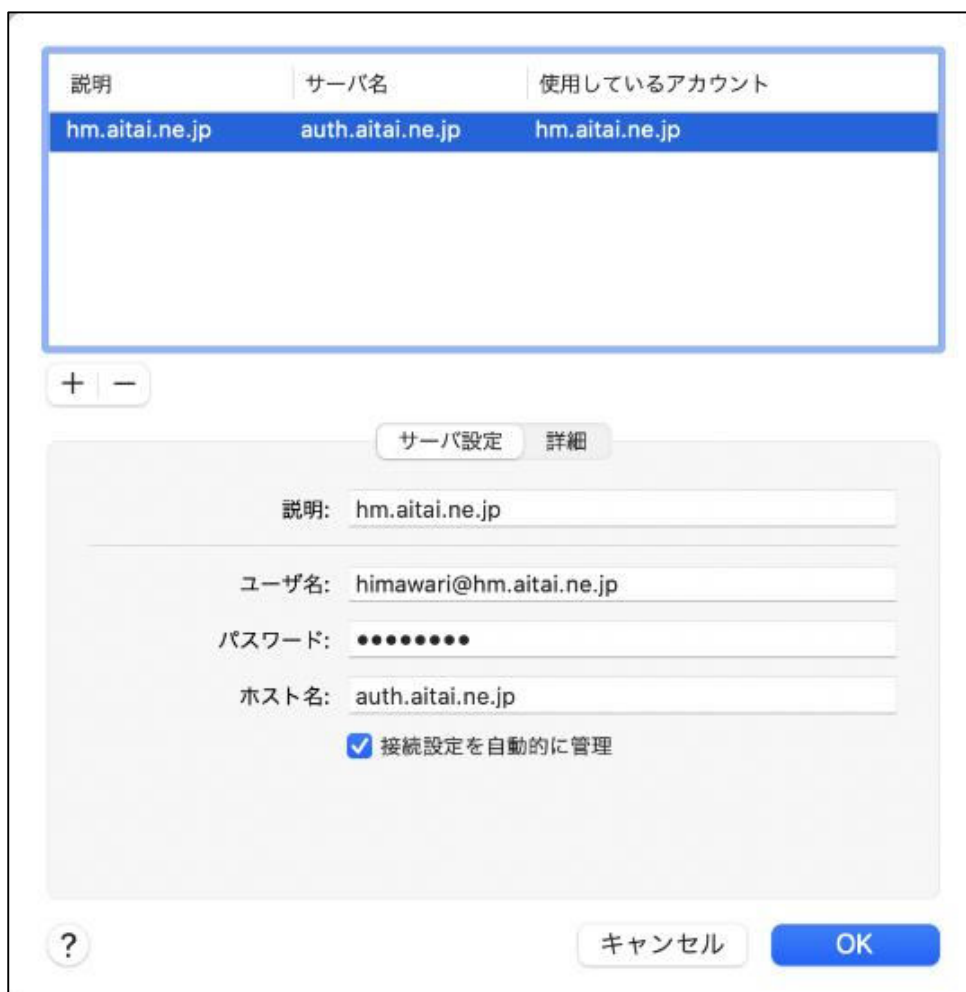 説明 サーバ名 使用しているアカウント
hm.aitai.ne.jp auth.aitai.ne.jp hm.aitai.ne.jp
+ −
サーバ設定 詳細
説明: hm.aitai.ne.jp
ユーザ名: himawari@hm.aitai.ne.jp
パスワード: ●●●●●●●●
ホスト名: auth.aitai.ne.jp
接続設定を自動的に管理
? キャンセル OK